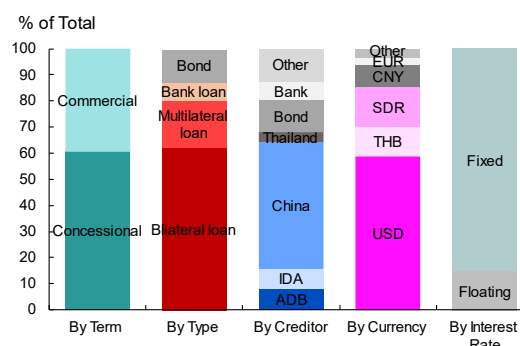 % of Total
100
90
80
70
60
50
40
30
20
10
0
Commercial
Concessional
Bond
Bank loan
Multilateral
loan
Bliateral loan
Other
Bank
Bond
Thailand
China
IDA
ADB
Other
EUR
CNY
SDR
THB
USD
Fixed
Floating
By Term
By Type
By Creditor
By Currency
By Interest
Rate